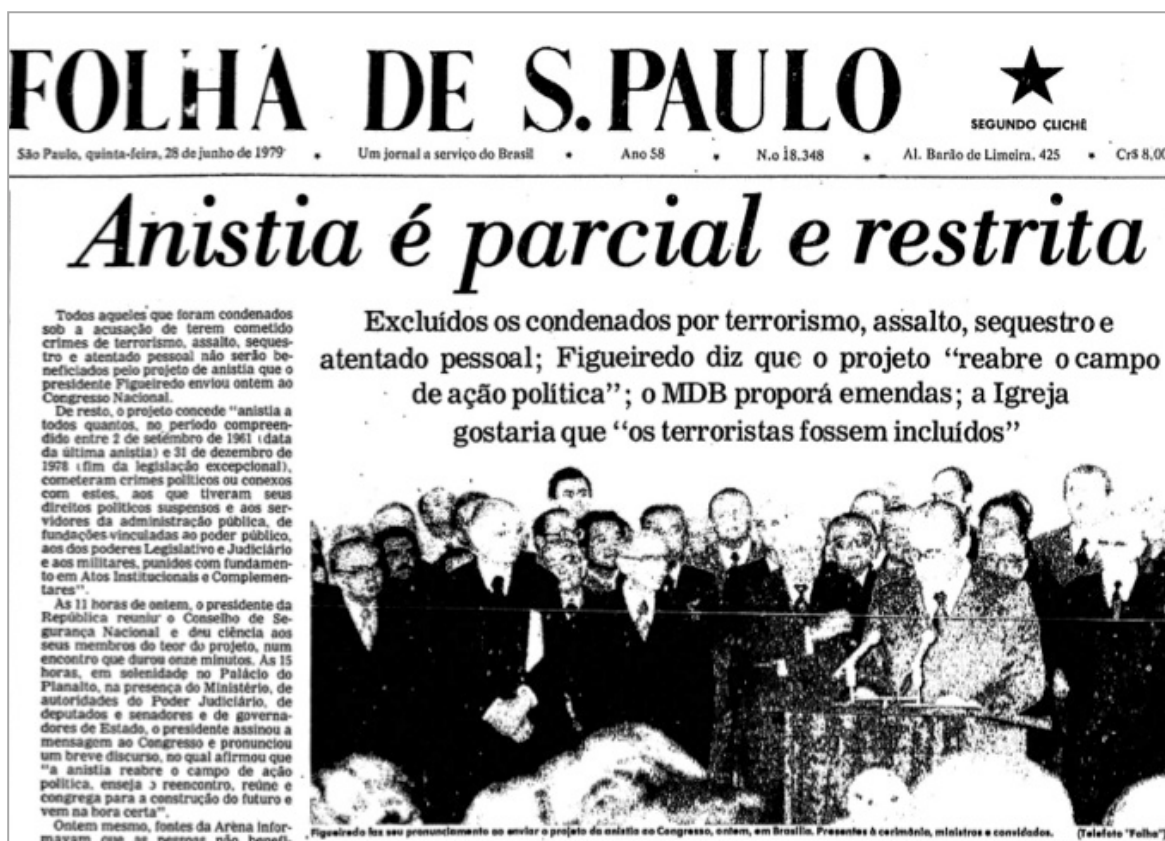 FOLHA DE S. PAULO
SEGUNDO CLICHÊ
São Paulo, quinta-feira, 28 de junho de 1979 • Um jornal a serviço do Brasil • Ano 58 • N.o 18.348 • Al. Barão de Limeira, 425 • Cr$ 8,00
Anistia é parcial e restrita
Excluídos os condenados por terrorismo, assalto, sequestro e
atentado pessoal; Figueiredo diz que o projeto “reabre o campo
de ação política”; o MDB proporá emendas; a Igreja
gostaria que “os terroristas fossem incluídos”
Todos aqueles que foram condenados
sob a acusação de terem cometido
crimes de terrorismo, assalto, seques-
tro e atentado pessoal não serão be-
neficiados pelo projeto de anistia que o
presidente Figueiredo enviou ontem ao
Congresso Nacional.
De resto, o projeto concede “anistia a
todos quantos, no período compreen-
dido entre 2 de setembro de 1961 (data
da última anistia) e 31 de dezembro de
1978 (fim da legislação excepcional),
cometeram crimes políticos ou conexos
com estes, aos que tiveram seus
direitos políticos suspensos e aos ser-
vidores da administração pública, de
fundações vinculadas ao poder público,
aos dos poderes Legislativo e Judiciário
e aos militares, punidos com fundamen-
to em Atos Institucionais e Complemen-
tares”.
As 11 horas de ontem, o presidente da
República reuniu o Conselho de Se-
gurança Nacional e deu ciência aos
seus membros do teor do projeto, num
encontro que durou onze minutos. As 15
horas, em solenidade no Palácio do
Planalto, na presença do Ministério, de
autoridades do Poder Judiciário, de
deputados e senadores e de governa-
dores de Estado, o presidente assinou a
mensagem ao Congresso e pronunciou
um breve discurso, no qual afirmou que
“a anistia reabre o campo de ação
política, enseja o reencontro, reúne e
congrega para a construção do futuro e
vem na hora certa”.
Ontem mesmo, fontes da Arena infor-
mavam que as pessoas não benefi-
Figueiredo faz seu pronunciamento ao enviar o projeto da anistia ao Congresso, ontem, em Brasília. Presentes à cerimônia, ministros e convidados. (Telefoto "Folha")